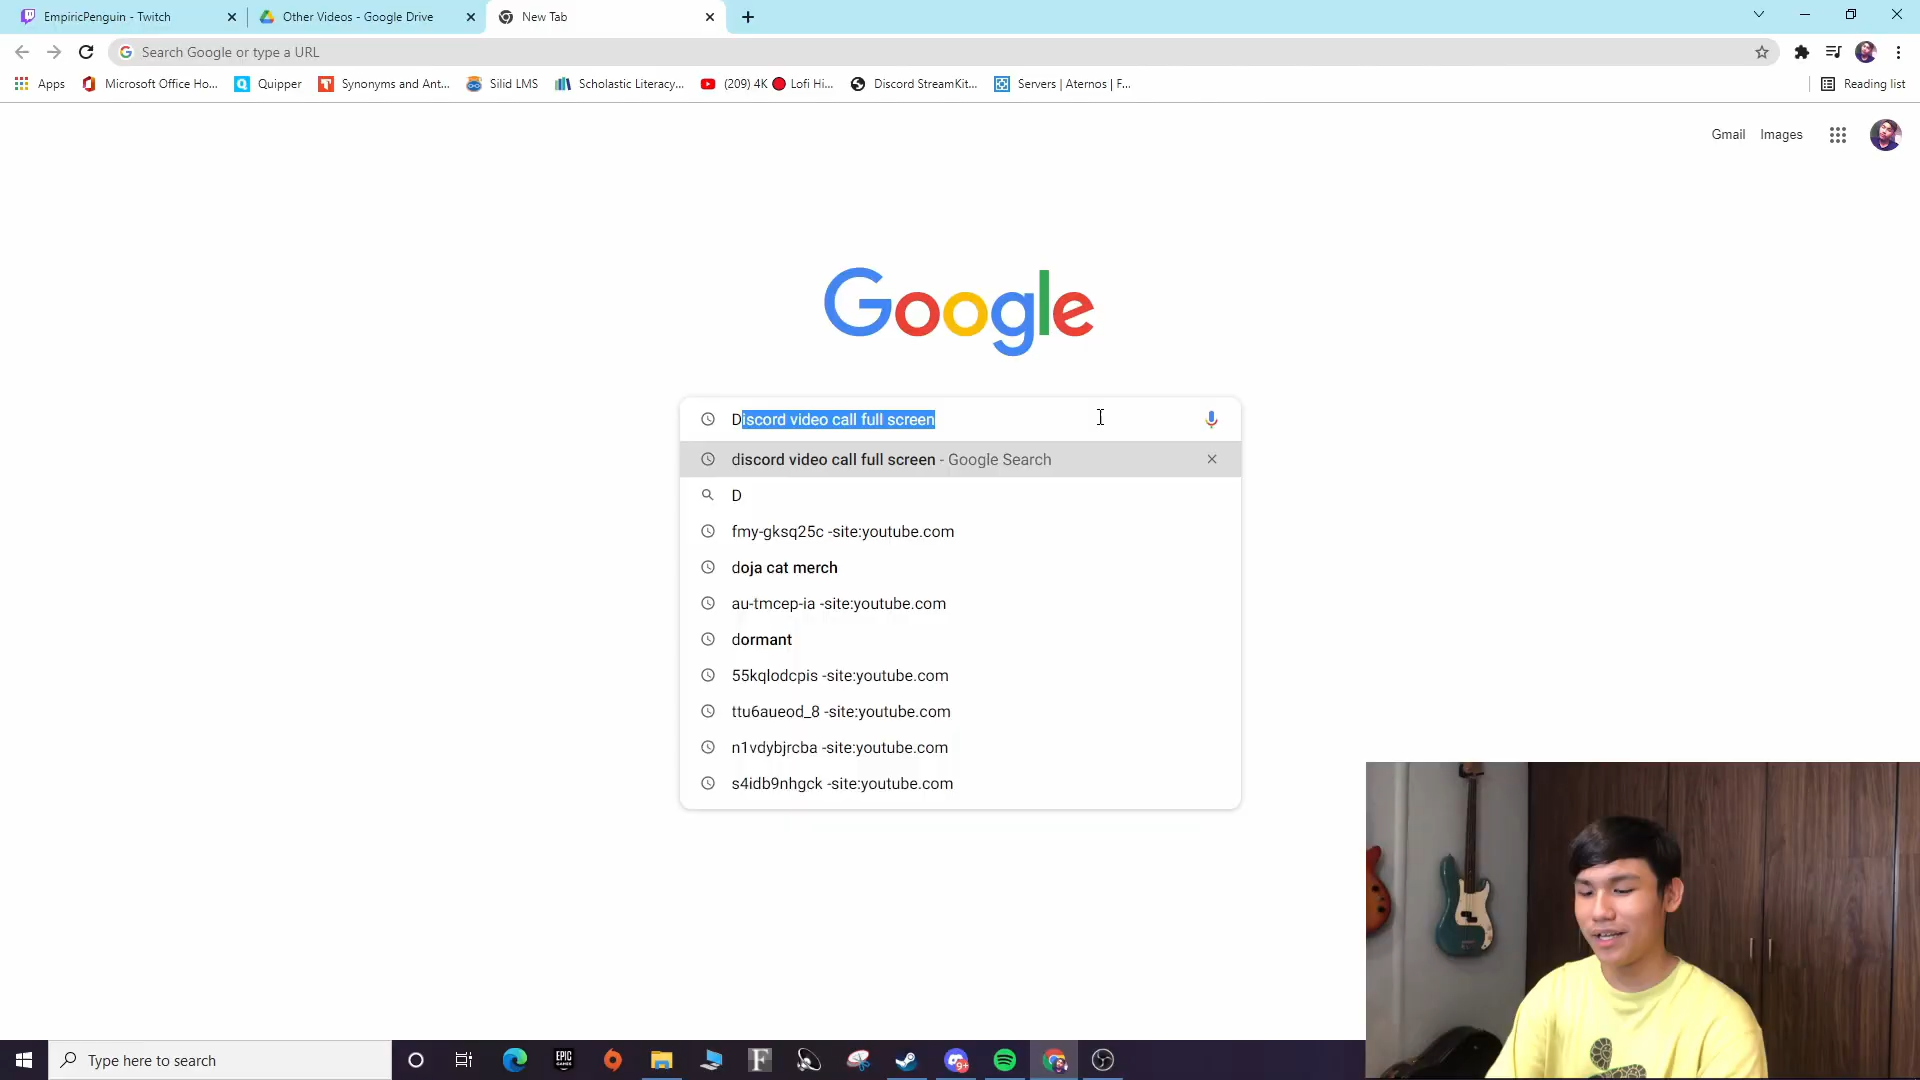 EmpiricPenguin - Twitch
Other Videos - Google Drive
New Tab
Search Google or type a URL
Apps
Microsoft Office Ho...
Quipper
Synonyms and Ant...
Silid LMS
Scholastic Literacy...
(209) 4K 🔴 Lofi Hi...
Discord StreamKit...
Servers | Aternos | F...
Reading list
Gmail
Images
Google
Discord video call full screen
discord video call full screen - Google Search
D
fmy-gksq25c -site:youtube.com
doja cat merch
au-tmcep-ia -site:youtube.com
dormant
55kqlodcpis -site:youtube.com
ttu6aueod_8 -site:youtube.com
n1vdybjrcba -site:youtube.com
s4idb9nhgck -site:youtube.com
Type here to search
EPIC
GAMES
F
9+